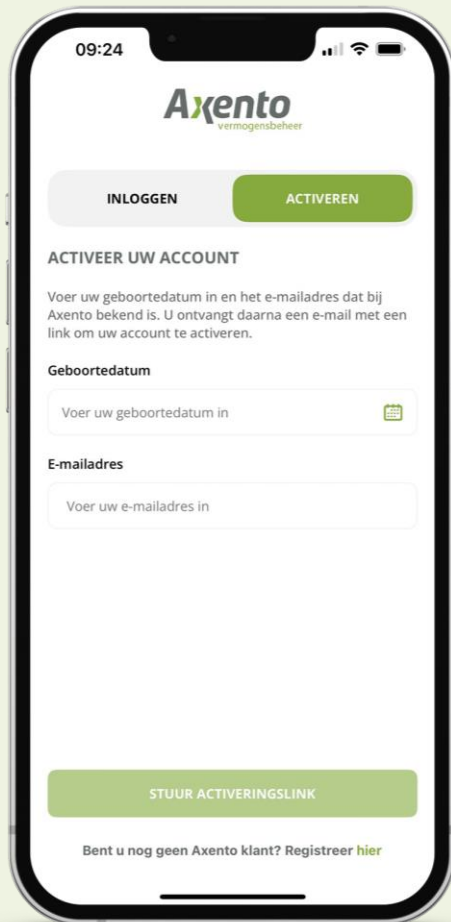 09:24
Axento
vermogensbeheer
INLOGGEN
ACTIVEREN
ACTIVEER UW ACCOUNT
Voer uw geboortedatum in en het e-mailadres dat bij
Axento bekend is. U ontvangt daarna een e-mail met een
link om uw account te activeren.
Geboortedatum
Voer uw geboortedatum in
E-mailadres
Voer uw e-mailadres in
STUUR ACTIVERINGSLINK
Bent u nog geen Axento klant? Registreer hier